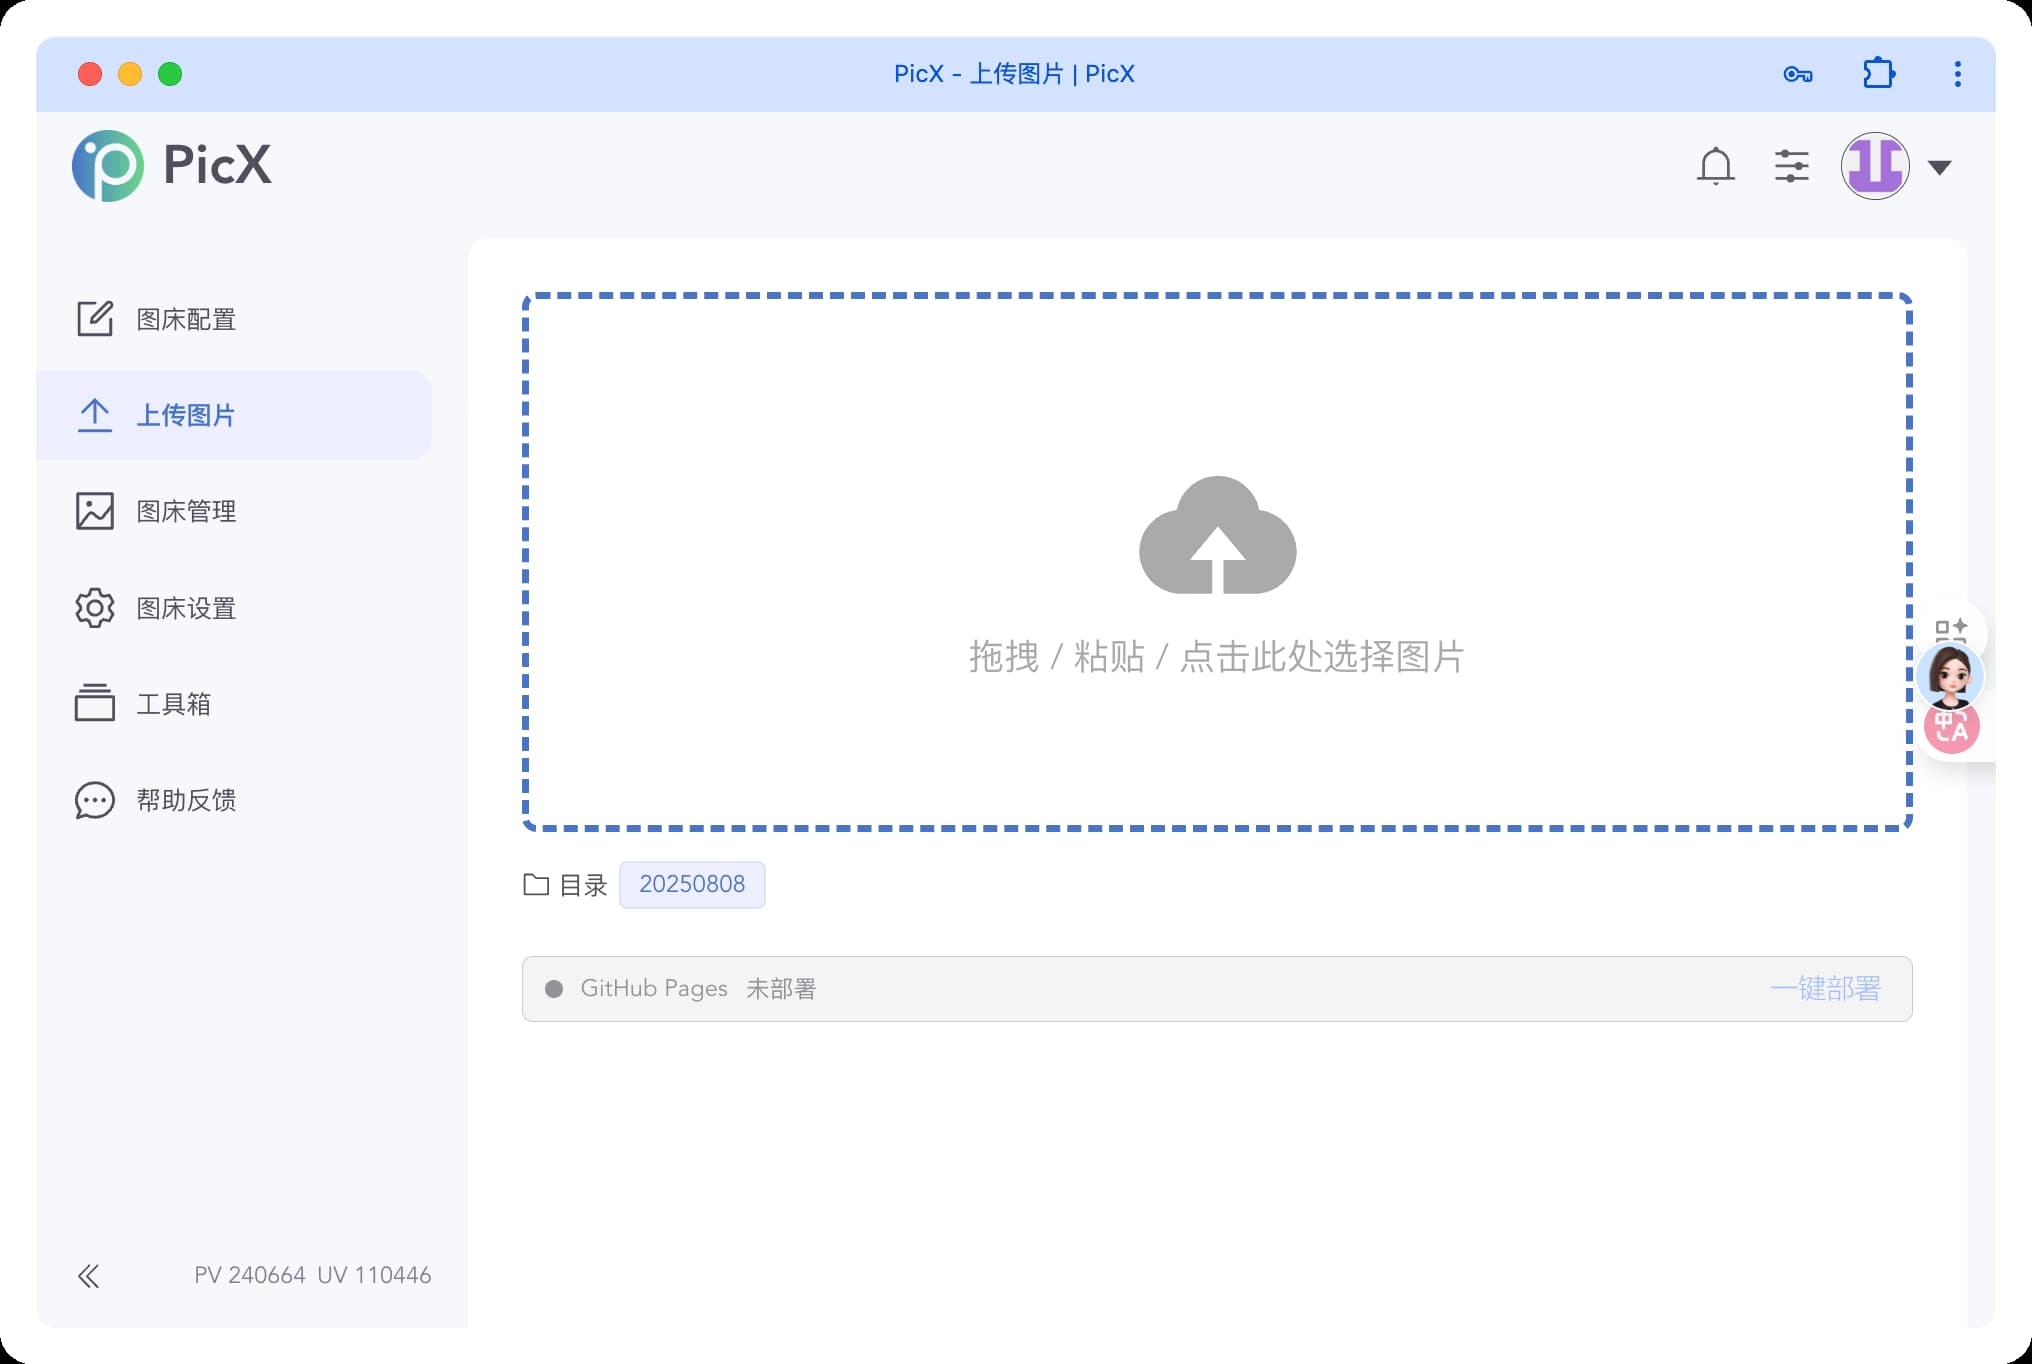 PicX - 上传图片 | PicX
PicX
图床配置
上传图片
图床管理
图床设置
工具箱
帮助反馈
拖拽 / 粘贴 / 点击此处选择图片
目录 20250808
GitHub Pages 未部署 一键部署
PV 240664 UV 110446